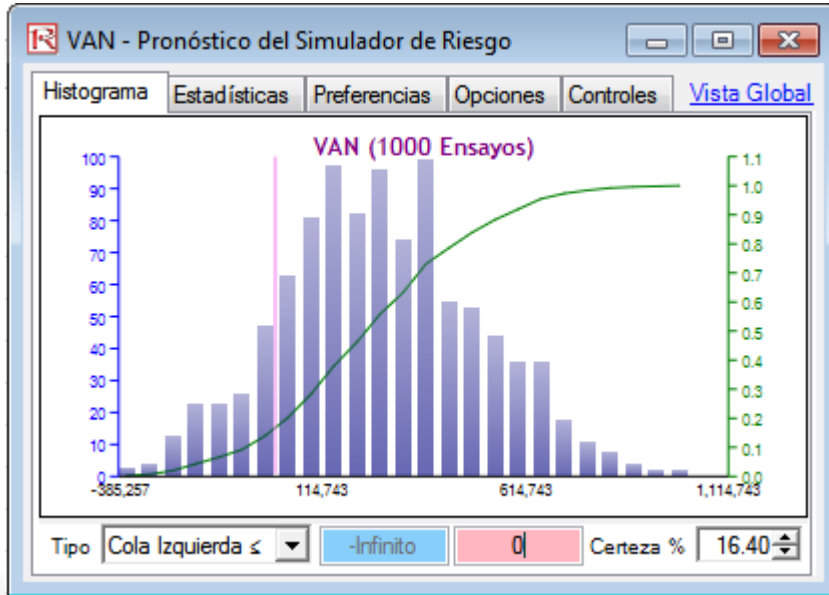 VAN - Pronóstico del Simulador de Riesgo
Histograma Estadísticas Preferencias Opciones Controles Vista Global
VAN (1000 Ensayos)
100 1.1
90 1.0
80 0.9
70 0.8
60 0.7
50 0.6
40 0.5
30 0.4
20 0.3
10 0.2
0 0.1
0.0
-385,257 114,743 614,743 1,114,743
Tipo Cola Izquierda ≤ -Infinito 0 Certeza % 16.40